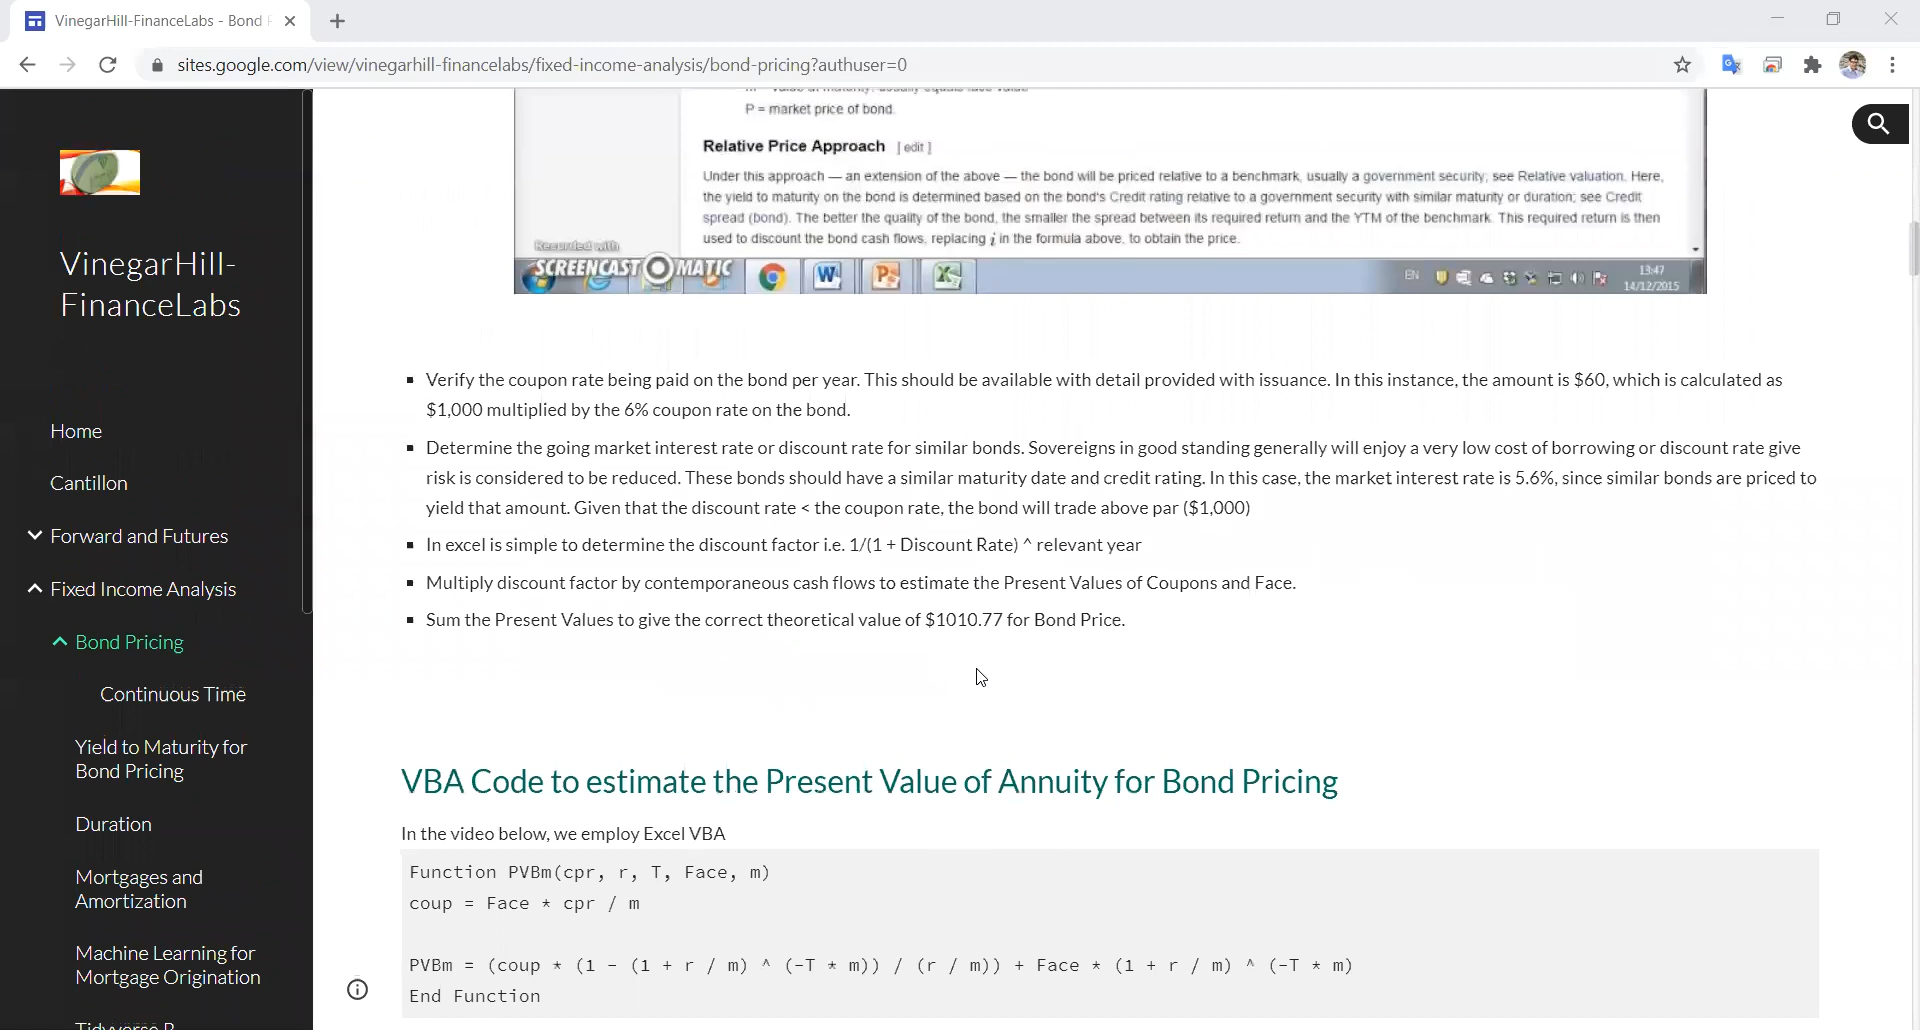 VinegarHill-FinanceLabs - Bond
sites.google.com/view/vinegarhill-financelabs/fixed-income-analysis/bond-pricing?authuser=0
VinegarHill-
FinanceLabs
Home
Cantillon
Forward and Futures
Fixed Income Analysis
Bond Pricing
Continuous Time
Yield to Maturity for
Bond Pricing
Duration
Mortgages and
Amortization
Machine Learning for
Mortgage Origination
Tidyverse R
m = value at maturity, usually equals face value
P = market price of bond.
Relative Price Approach [ edit ]
Under this approach — an extension of the above — the bond will be priced relative to a benchmark, usually a government security; see Relative valuation. Here,
the yield to maturity on the bond is determined based on the bond's Credit rating relative to a government security with similar maturity or duration; see Credit
spread (bond). The better the quality of the bond, the smaller the spread between its required return and the YTM of the benchmark. This required return is then
used to discount the bond cash flows, replacing i in the formula above, to obtain the price.
Recorded with
SCREENCAST MATIC
EN
13:47
14/12/2015
▪ Verify the coupon rate being paid on the bond per year. This should be available with detail provided with issuance. In this instance, the amount is $60, which is calculated as
$1,000 multiplied by the 6% coupon rate on the bond.
▪ Determine the going market interest rate or discount rate for similar bonds. Sovereigns in good standing generally will enjoy a very low cost of borrowing or discount rate give
risk is considered to be reduced. These bonds should have a similar maturity date and credit rating. In this case, the market interest rate is 5.6%, since similar bonds are priced to
yield that amount. Given that the discount rate < the coupon rate, the bond will trade above par ($1,000)
▪ In excel is simple to determine the discount factor i.e. 1/(1 + Discount Rate) ^ relevant year
▪ Multiply discount factor by contemporaneous cash flows to estimate the Present Values of Coupons and Face.
▪ Sum the Present Values to give the correct theoretical value of $1010.77 for Bond Price.
VBA Code to estimate the Present Value of Annuity for Bond Pricing
In the video below, we employ Excel VBA
Function PVBm(cpr, r, T, Face, m)
coup = Face * cpr / m
PVBm = (coup * (1 - (1 + r / m) ^ (-T * m)) / (r / m)) + Face * (1 + r / m) ^ (-T * m)
End Function